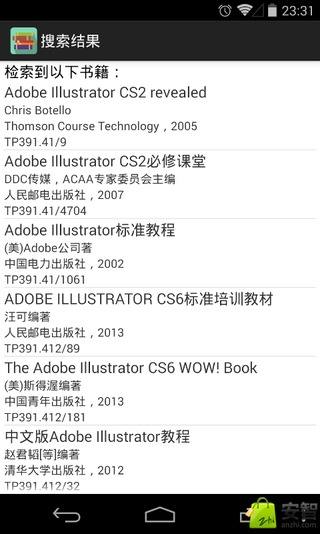 23:31
搜索结果
检索到以下书籍：
Adobe Illustrator CS2 revealed
Chris Botello
Thomson Course Technology，2005
TP391.41/9
Adobe Illustrator CS2必修课堂
DDC传媒，ACAA专家委员会主编
人民邮电出版社，2007
TP391.41/4704
Adobe Illustrator标准教程
(美)Adobe公司著
中国电力出版社，2002
TP391.41/1061
ADOBE ILLUSTRATOR CS6标准培训教材
汪可编著
人民邮电出版社，2013
TP391.412/89
The Adobe Illustrator CS6 WOW! Book
(美)斯得渥编著
中国青年出版社，2013
TP391.412/181
中文版Adobe Illustrator教程
赵君韬[等]编著
清华大学出版社，2012
TP391.412/32
安智
anzhi.com